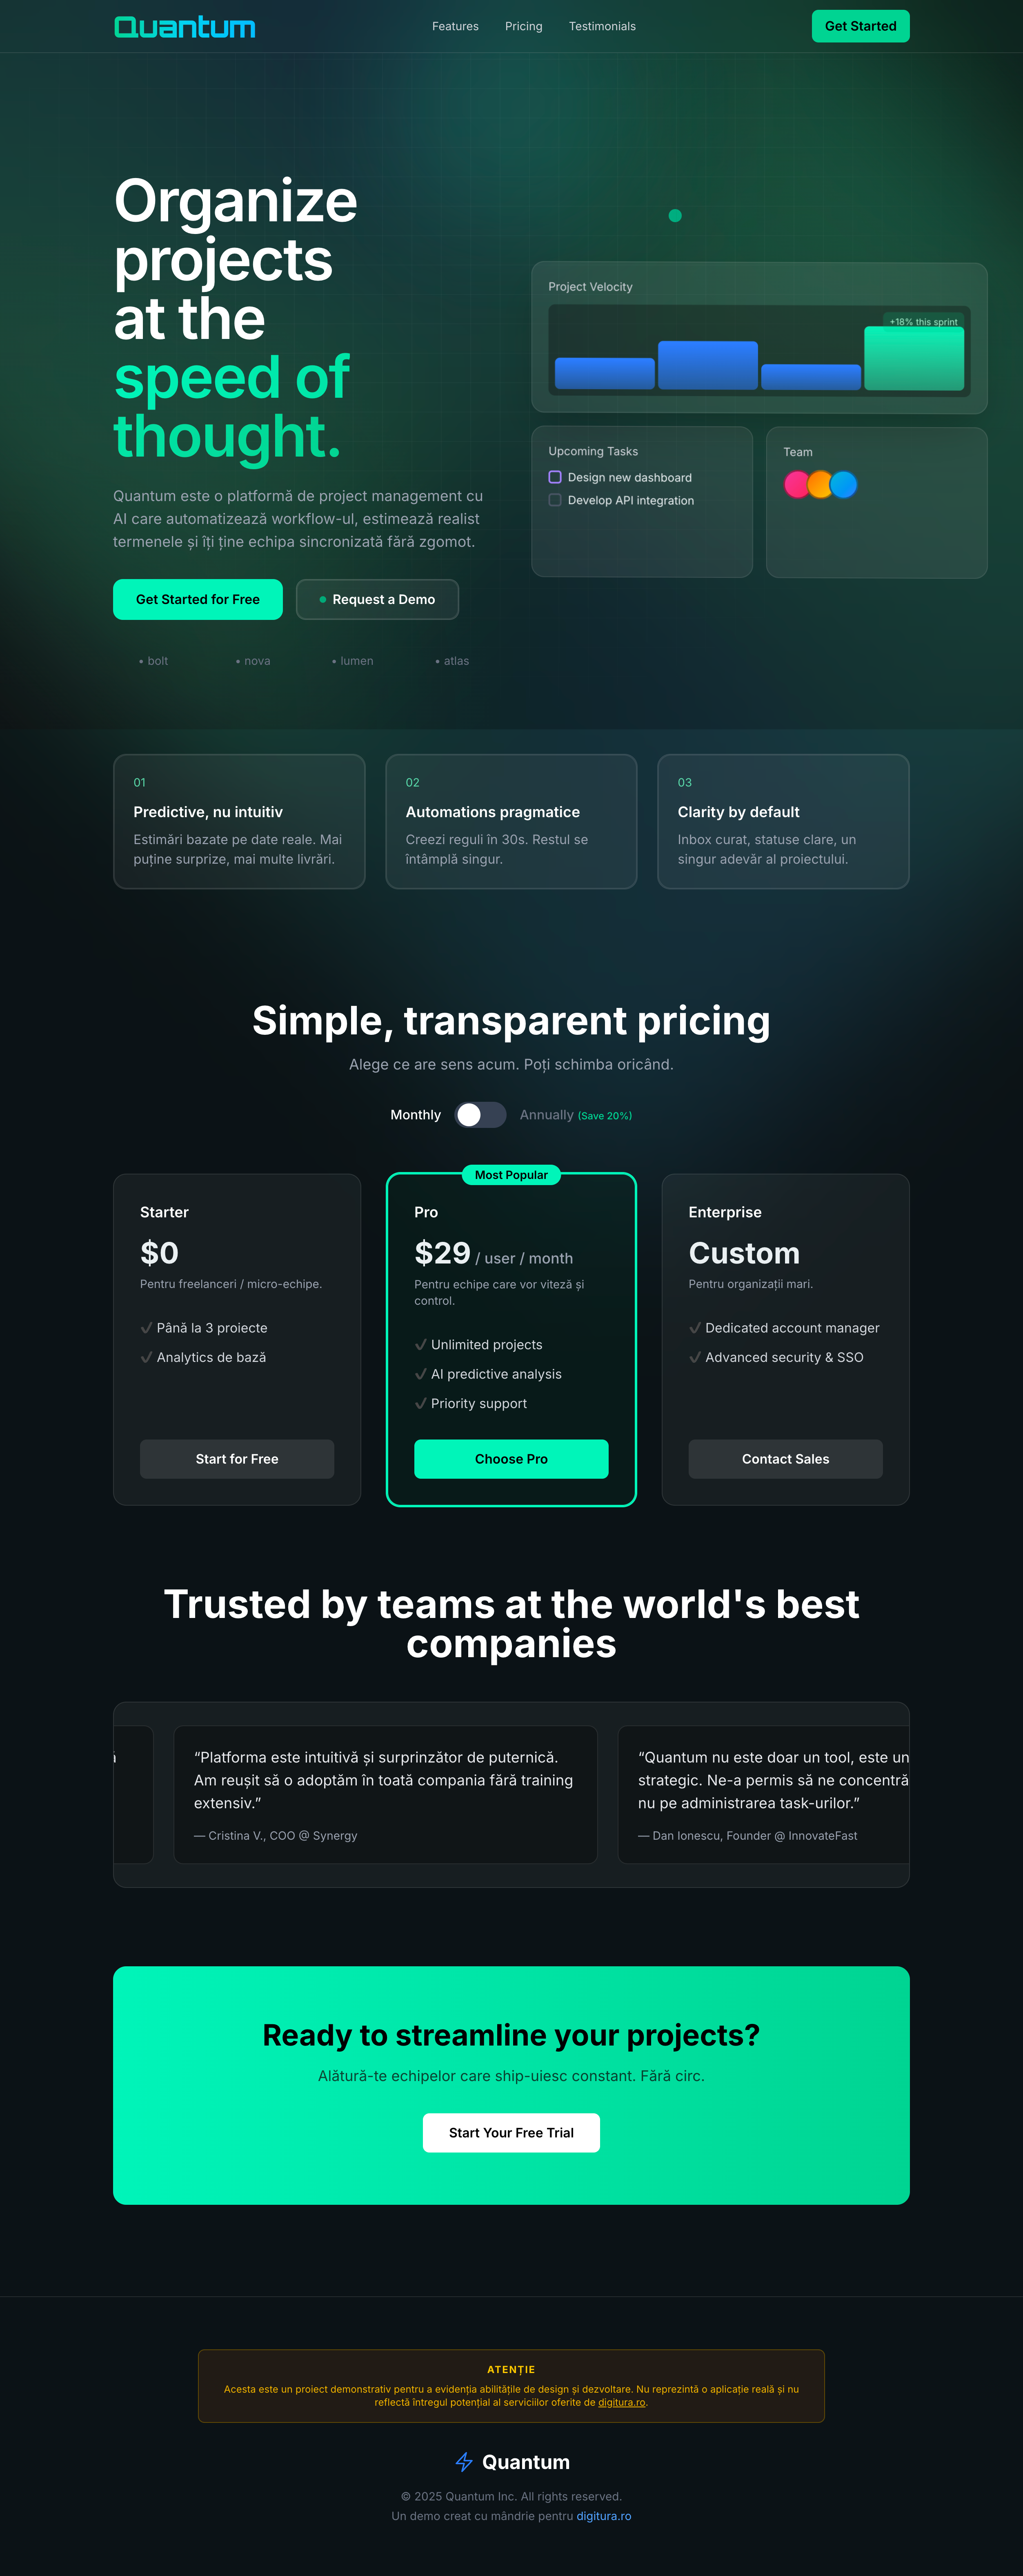 Quantum
Features
Pricing
Testimonials
Get Started
Organize
projects
at the
speed of
thought.
Quantum este o platformă de project management cu
AI care automatizează workflow-ul, estimează realist
termenele și îți ține echipa sincronizată fără zgomot.
Get Started for Free
Request a Demo
• bolt
• nova
• lumen
• atlas
Project Velocity
+18% this sprint
Upcoming Tasks
Design new dashboard
Develop API integration
Team
01
Predictive, nu intuitiv
Estimări bazate pe date reale. Mai
puține surprize, mai multe livrări.
02
Automations pragmatice
Creezi reguli în 30s. Restul se
întâmplă singur.
03
Clarity by default
Inbox curat, statuse clare, un
singur adevăr al proiectului.
Simple, transparent pricing
Alege ce are sens acum. Poți schimba oricând.
Monthly
Annually (Save 20%)
Starter
$0
Pentru freelanceri / micro-echipe.
✓ Până la 3 proiecte
✓ Analytics de bază
Start for Free
Most Popular
Pro
$29 / user / month
Pentru echipe care vor viteză și
control.
✓ Unlimited projects
✓ AI predictive analysis
✓ Priority support
Choose Pro
Enterprise
Custom
Pentru organizații mari.
✓ Dedicated account manager
✓ Advanced security & SSO
Contact Sales
Trusted by teams at the world's best
companies
“Platforma este intuitivă și surprinzător de puternică.
Am reușit să o adoptăm în toată compania fără training
extensiv.”
— Cristina V., COO @ Synergy
“Quantum nu este doar un tool, este un
strategic. Ne-a permis să ne concentră
nu pe administrarea task-urilor.”
— Dan Ionescu, Founder @ InnovateFast
Ready to streamline your projects?
Alătură-te echipelor care ship-uiesc constant. Fără circ.
Start Your Free Trial
ATENȚIE
Acesta este un proiect demonstrativ pentru a evidenția abilitățile de design și dezvoltare. Nu reprezintă o aplicație reală și nu
reflectă întregul potențial al serviciilor oferite de digitura.ro.
Quantum
© 2025 Quantum Inc. All rights reserved.
Un demo creat cu mândrie pentru digitura.ro